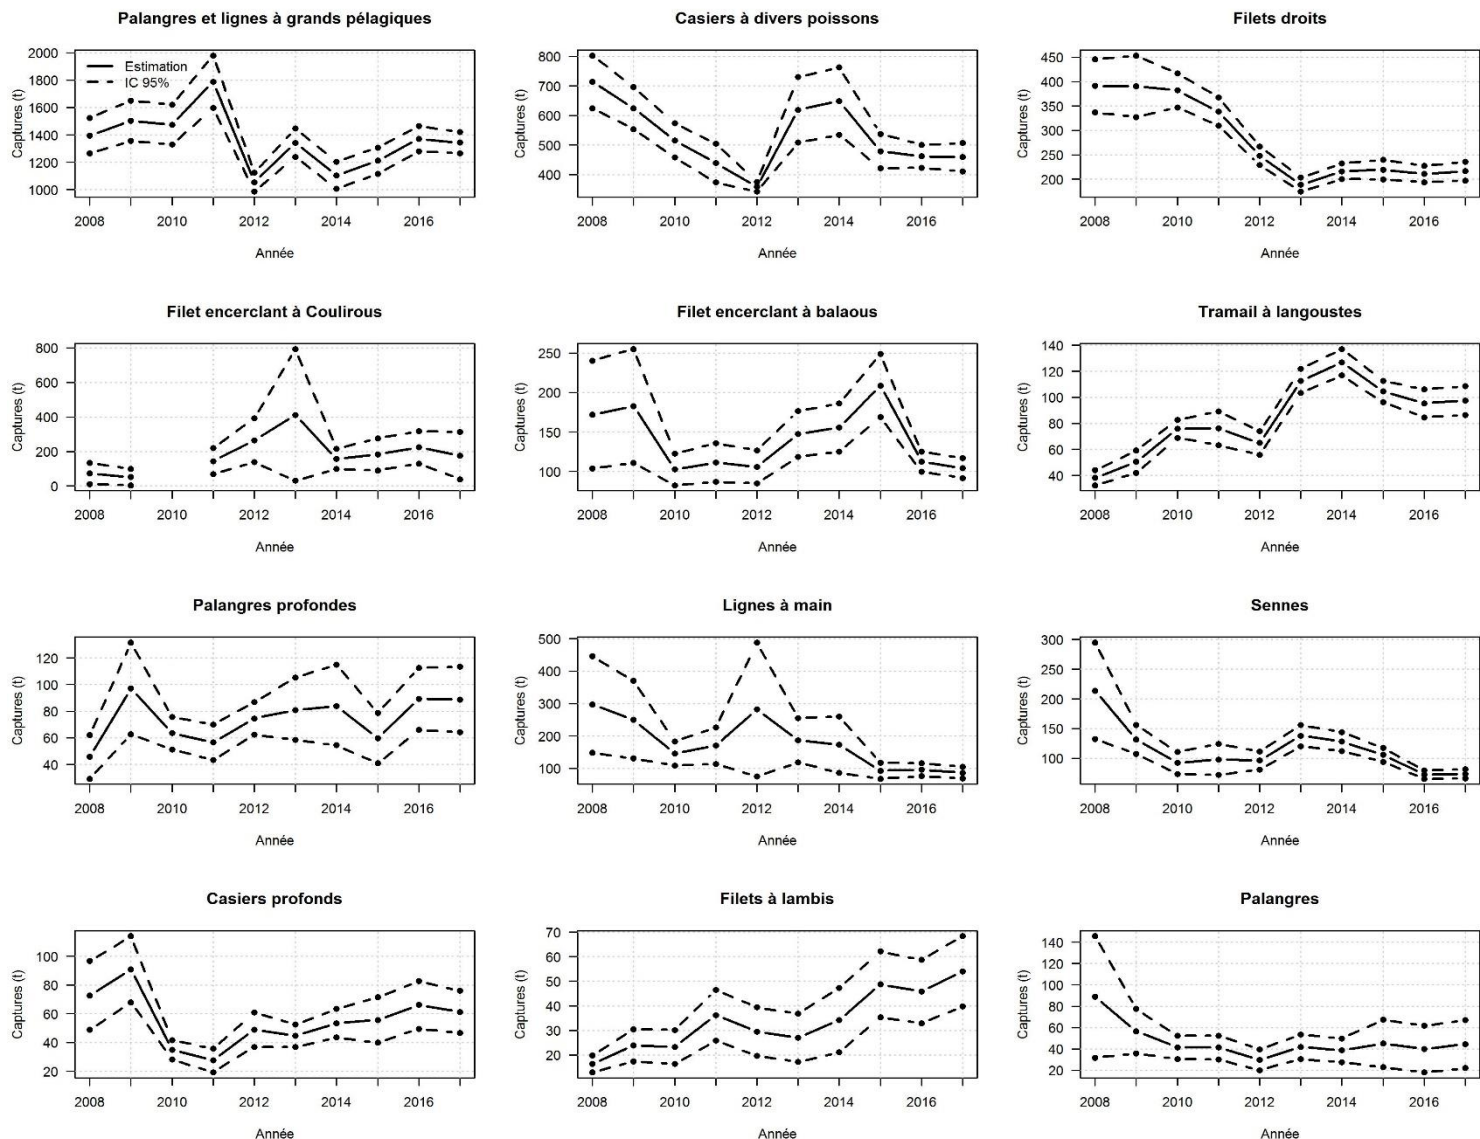 Palangres et lignes à grands pélagiques
Captures (t)
2000
1800
1600
1400
1200
1000
Estimation
IC 95%
2008 2010 2012 2014 2016
Année
Casiers à divers poissons
Captures (t)
800
700
600
500
400
2008 2010 2012 2014 2016
Année
Filets droits
Captures (t)
450
400
350
300
250
200
2008 2010 2012 2014 2016
Année
Filet encerclant à Coulirous
Captures (t)
800
600
400
200
0
2008 2010 2012 2014 2016
Année
Filet encerclant à balaous
Captures (t)
250
200
150
100
2008 2010 2012 2014 2016
Année
Tramail à langoustes
Captures (t)
140
120
100
80
60
40
2008 2010 2012 2014 2016
Année
Palangres profondes
Captures (t)
120
100
80
60
40
2008 2010 2012 2014 2016
Année
Lignes à main
Captures (t)
500
400
300
200
100
2008 2010 2012 2014 2016
Année
Sennes
Captures (t)
300
250
200
150
100
2008 2010 2012 2014 2016
Année
Casiers profonds
Captures (t)
100
80
60
40
20
2008 2010 2012 2014 2016
Année
Filets à lambis
Captures (t)
70
60
50
40
30
20
2008 2010 2012 2014 2016
Année
Palangres
Captures (t)
140
120
100
80
60
40
20
2008 2010 2012 2014 2016
Année